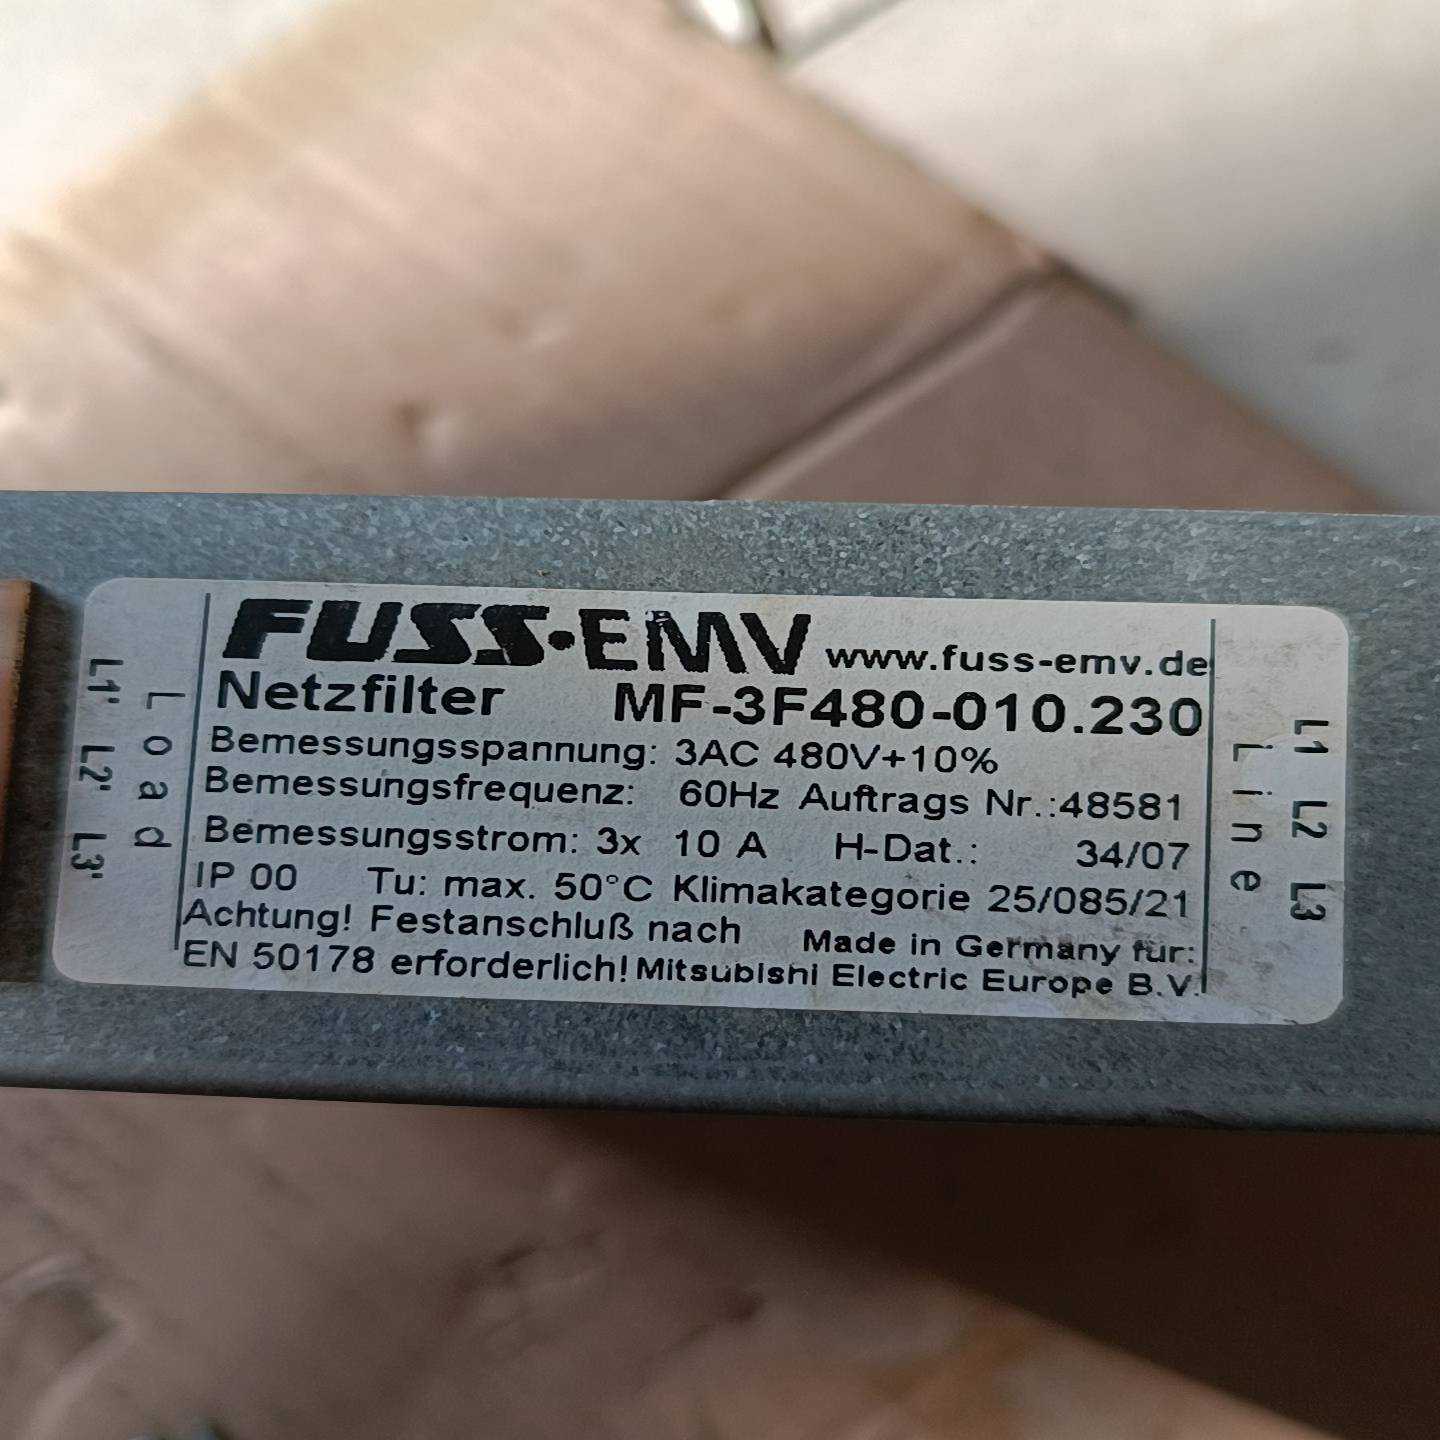 FUSS·EMV www.fuss-emv.de
Netzfilter MF-3F480-010.230
Bemessungsspannung: 3AC 480V+10%
Bemessungsfrequenz: 60Hz Auftrags Nr.:48581
Bemessungsstrom: 3x 10 A H-Dat.: 34/07
IP 00 Tu: max. 50°C Klimakategorie 25/085/21
Achtung! Festanschluß nach
EN 50178 erforderlich!
Made in Germany für:
Mitsubishi Electric Europe B.V.
Load
L1' L2' L3'
Line
L1 L2 L3